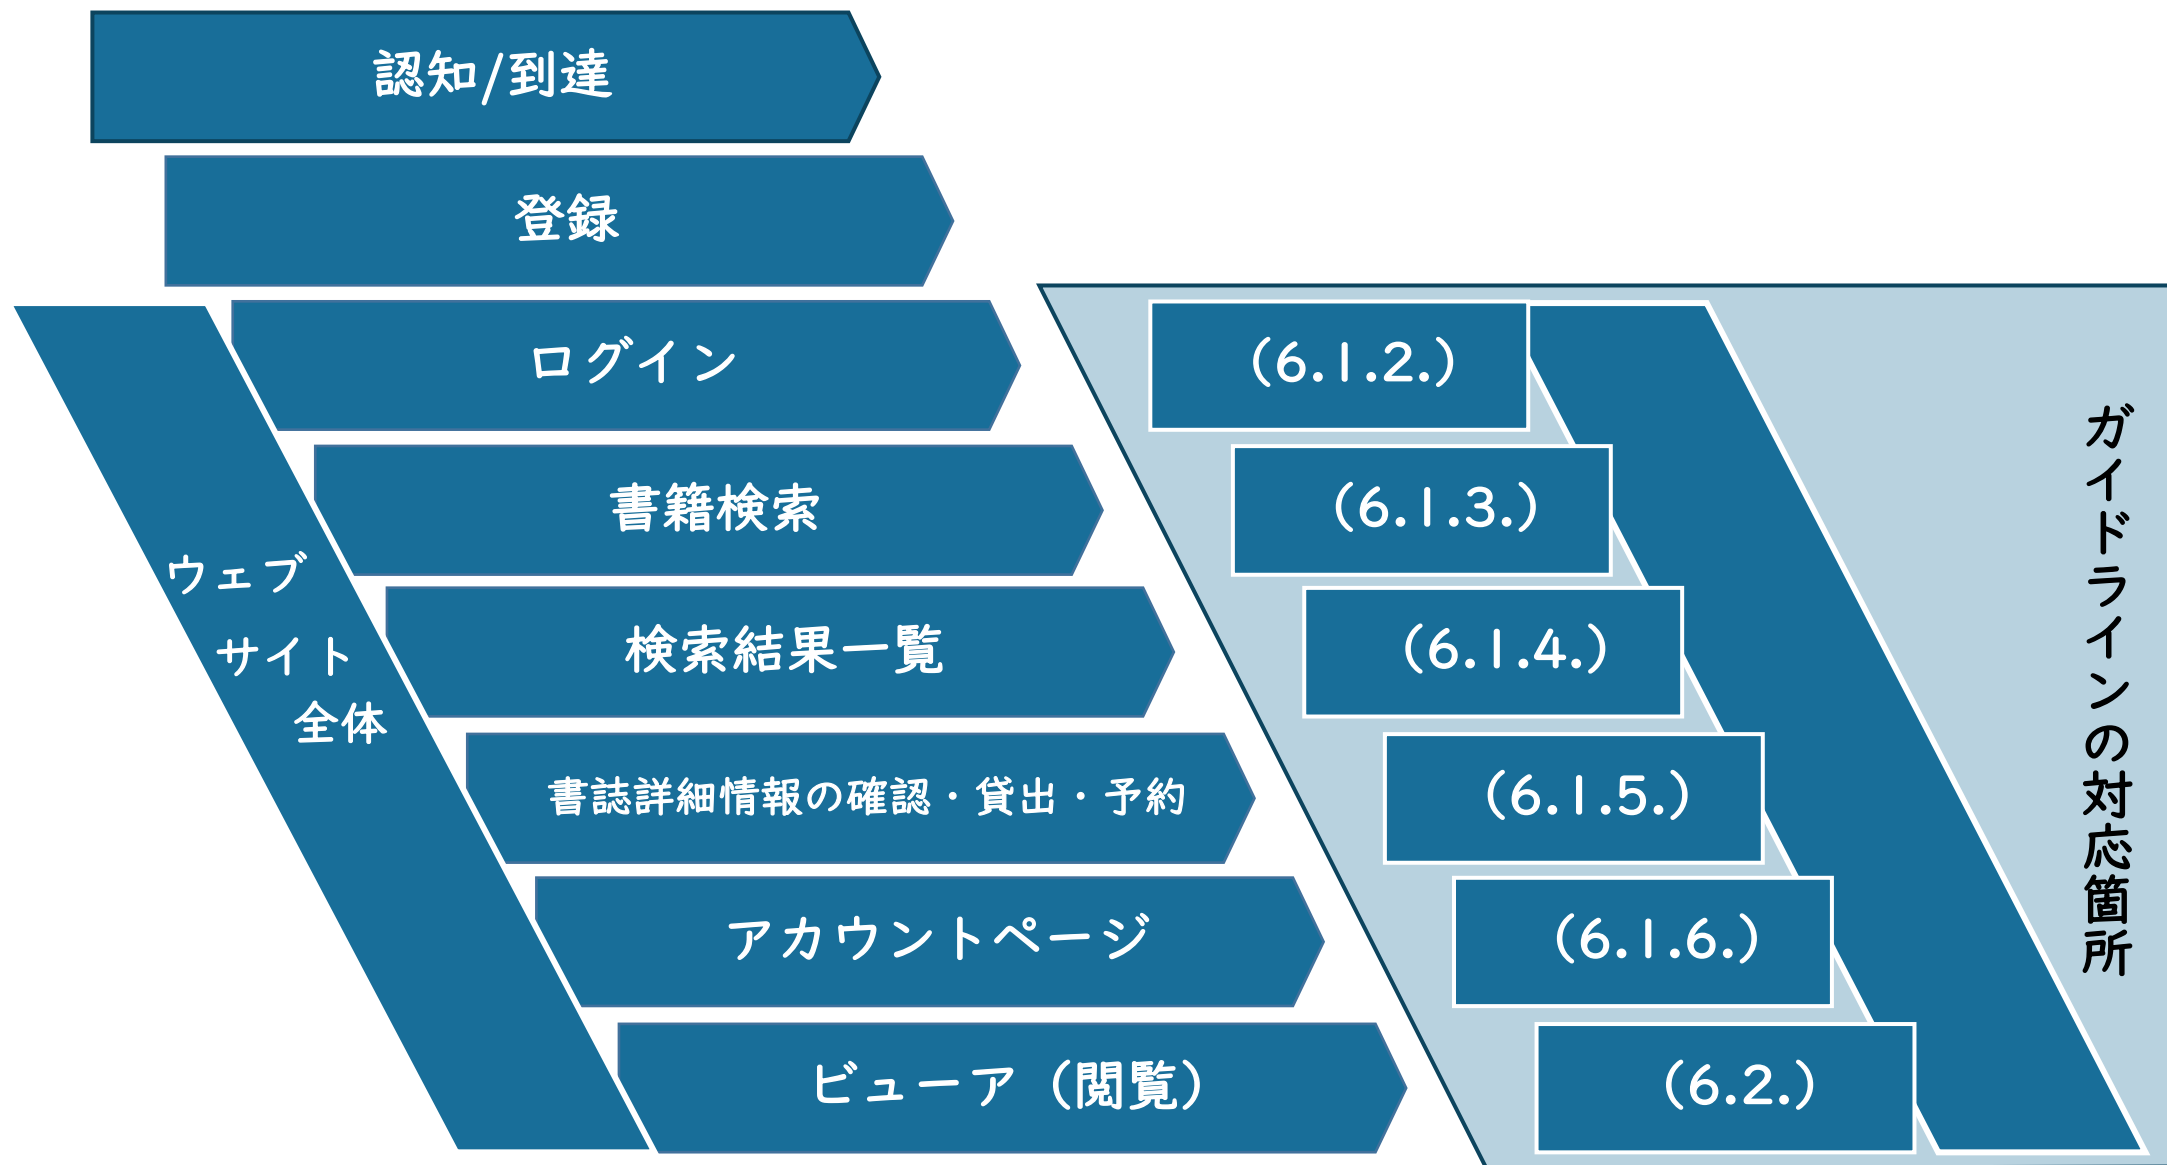 認知/到達
登録
ログイン
(6.1.2.)
書籍検索
(6.1.3.)
検索結果一覧
(6.1.4.)
書誌詳細情報の確認・貸出・予約
(6.1.5.)
アカウントページ
(6.1.6.)
ビューア（閲覧）
(6.2.)
ウェブ
サイト
全体
ガイドラインの対応箇所